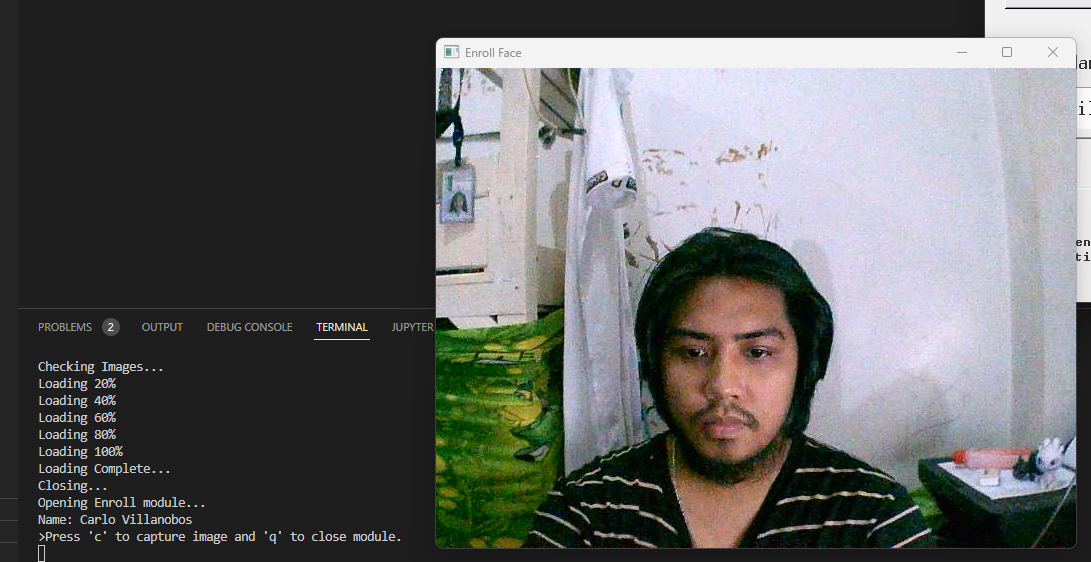 Enroll Face
PROBLEMS 2 OUTPUT DEBUG CONSOLE TERMINAL JUPYTER
Checking Images...
Loading 20%
Loading 40%
Loading 60%
Loading 80%
Loading 100%
Loading Complete...
Closing...
Opening Enroll module...
Name: Carlo Villanobos
>Press 'c' to capture image and 'q' to close module.